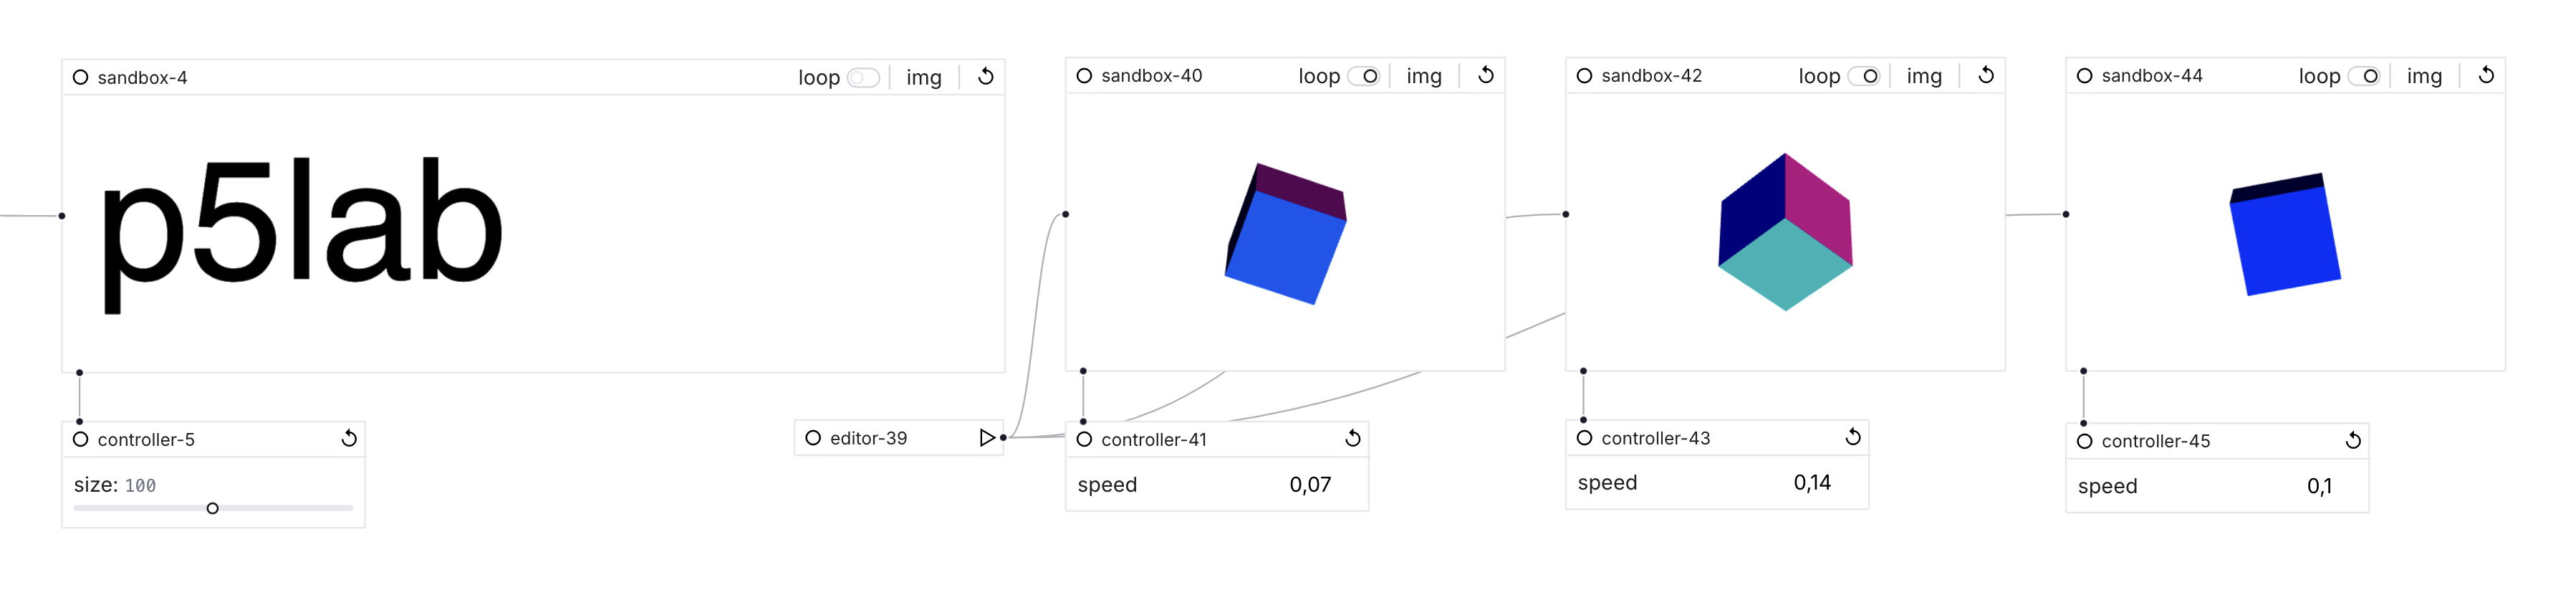 sandbox-4 loop img
p5lab
controller-5
size: 100
editor-39
sandbox-40 loop img
controller-41
speed 0,07
sandbox-42 loop img
controller-43
speed 0,14
sandbox-44 loop img
controller-45
speed 0,1